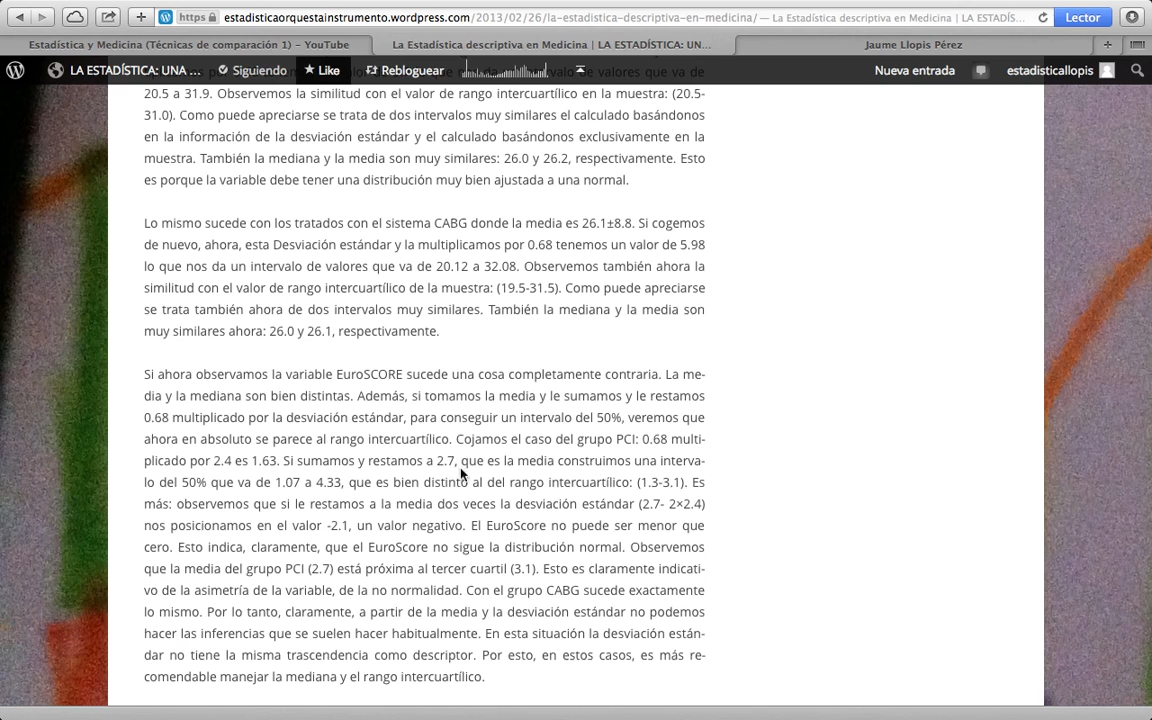 https estadisticaorquestainstrumento.wordpress.com/2013/02/26/la-estadistica-descriptiva-en-medicina/ — La Estadística descriptiva en Medicina | LA ESTADÍS... Lector
Estadística y Medicina (Técnicas de comparación 1) – YouTube La Estadística descriptiva en Medicina | LA ESTADÍSTICA: UN... Jaume Llopis Pérez
LA ESTADÍSTICA: UNA ... Siguiendo Like Rebloguear Nueva entrada estadisticallopis
20.5 a 31.9. Observemos la similitud con el valor de rango intercuartílico en la muestra: (20.5-
31.0). Como puede apreciarse se trata de dos intervalos muy similares el calculado basándonos
en la información de la desviación estándar y el calculado basándonos exclusivamente en la
muestra. También la mediana y la media son muy similares: 26.0 y 26.2, respectivamente. Esto
es porque la variable debe tener una distribución muy bien ajustada a una normal.
Lo mismo sucede con los tratados con el sistema CABG donde la media es 26.1±8.8. Si cogemos
de nuevo, ahora, esta Desviación estándar y la multiplicamos por 0.68 tenemos un valor de 5.98
lo que nos da un intervalo de valores que va de 20.12 a 32.08. Observemos también ahora la
similitud con el valor de rango intercuartílico de la muestra: (19.5-31.5). Como puede apreciarse
se trata también ahora de dos intervalos muy similares. También la mediana y la media son
muy similares ahora: 26.0 y 26.1, respectivamente.
Si ahora observamos la variable EuroSCORE sucede una cosa completamente contraria. La me-
dia y la mediana son bien distintas. Además, si tomamos la media y le sumamos y le restamos
0.68 multiplicado por la desviación estándar, para conseguir un intervalo del 50%, veremos que
ahora en absoluto se parece al rango intercuartílico. Cojamos el caso del grupo PCI: 0.68 multi-
plicado por 2.4 es 1.63. Si sumamos y restamos a 2.7, que es la media construimos una interva-
lo del 50% que va de 1.07 a 4.33, que es bien distinto al del rango intercuartílico: (1.3-3.1). Es
más: observemos que si le restamos a la media dos veces la desviación estándar (2.7- 2×2.4)
nos posicionamos en el valor -2.1, un valor negativo. El EuroScore no puede ser menor que
cero. Esto indica, claramente, que el EuroScore no sigue la distribución normal. Observemos
que la media del grupo PCI (2.7) está próxima al tercer cuartil (3.1). Esto es claramente indicati-
vo de la asimetría de la variable, de la no normalidad. Con el grupo CABG sucede exactamente
lo mismo. Por lo tanto, claramente, a partir de la media y la desviación estándar no podemos
hacer las inferencias que se suelen hacer habitualmente. En esta situación la desviación están-
dar no tiene la misma trascendencia como descriptor. Por esto, en estos casos, es más re-
comendable manejar la mediana y el rango intercuartílico.